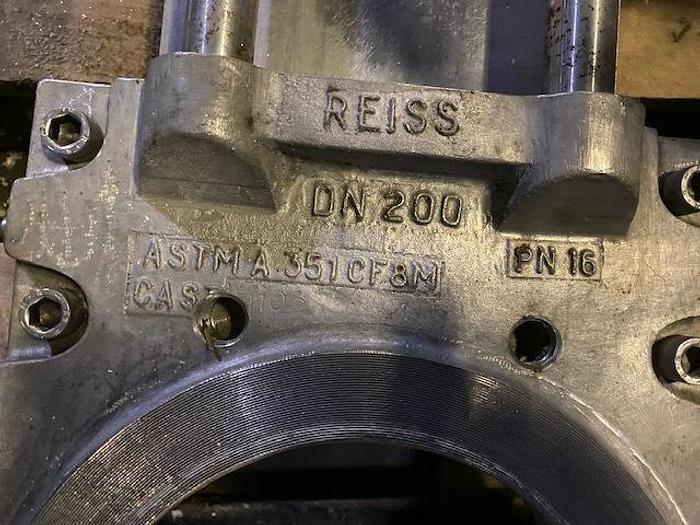 REISS
DN 200
ASTM A 351 CF8M
PN 16